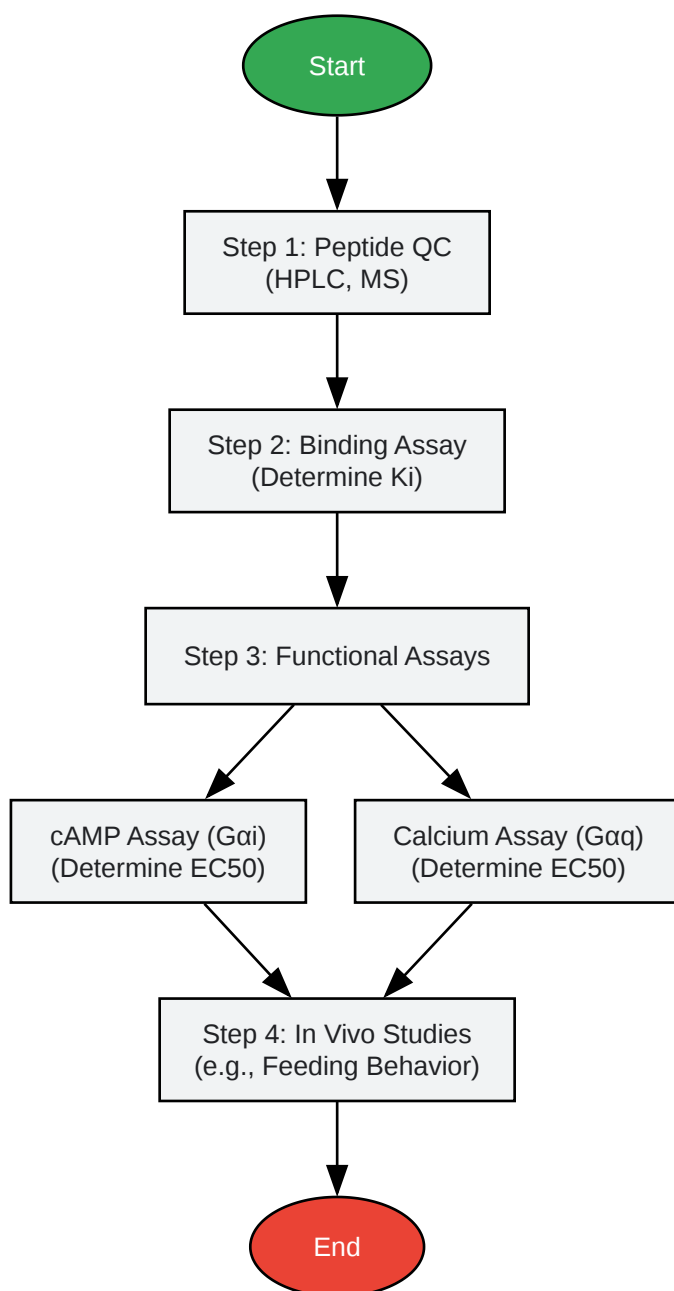 Start
Step 1: Peptide QC
(HPLC, MS)
Step 2: Binding Assay
(Determine Ki)
Step 3: Functional Assays
cAMP Assay (Gαi)
(Determine EC50)
Calcium Assay (Gαq)
(Determine EC50)
Step 4: In Vivo Studies
(e.g., Feeding Behavior)
End